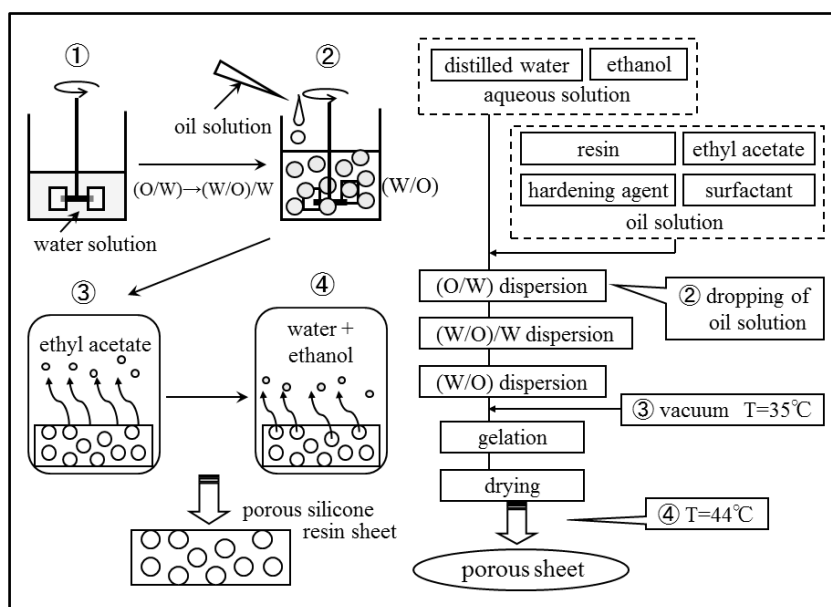 ①
②
oil solution
(O/W)→(W/O)/W
(W/O)
water solution
③
④
ethyl acetate
water +
ethanol
porous silicone
resin sheet
distilled water
ethanol
aqueous solution
resin
ethyl acetate
hardening agent
surfactant
oil solution
(O/W) dispersion
② dropping of
oil solution
(W/O)/W dispersion
(W/O) dispersion
③ vacuum T=35℃
gelation
drying
④ T=44℃
porous sheet